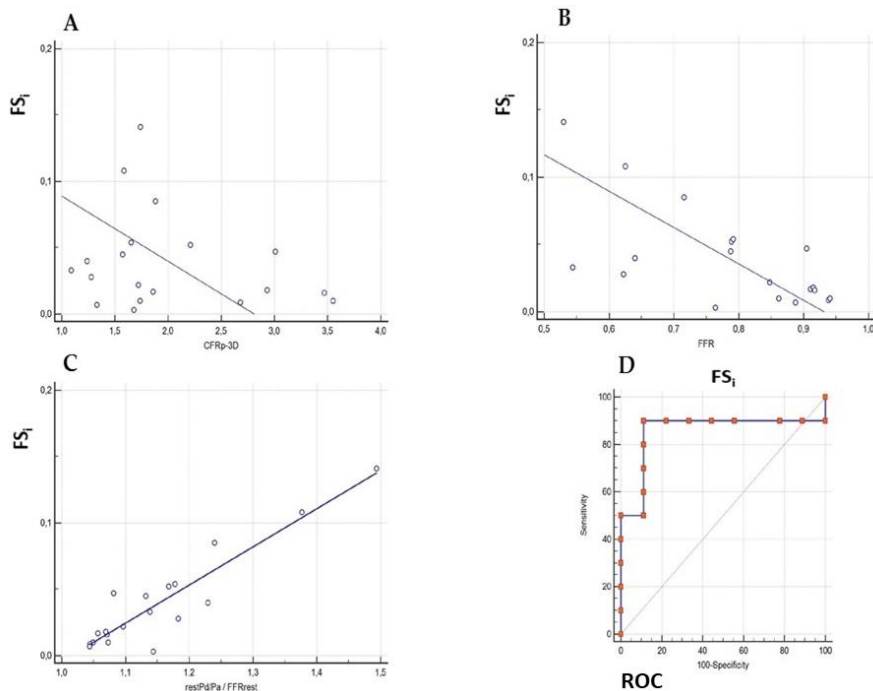 A
FSi
0,2
0,1
0,0
1,0 1,5 2,0 2,5 3,0 3,5 4,0
CFRp-3D
B
FSi
0,2
0,1
0,0
0,5 0,6 0,7 0,8 0,9 1,0
FFR
C
FSi
0,2
0,1
0,0
1,0 1,1 1,2 1,3 1,4 1,5
restPd/Pa / FFRrest
D
FSi
Sensitivity
100
80
60
40
20
0
0 20 40 60 80 100
100-Specificity
ROC